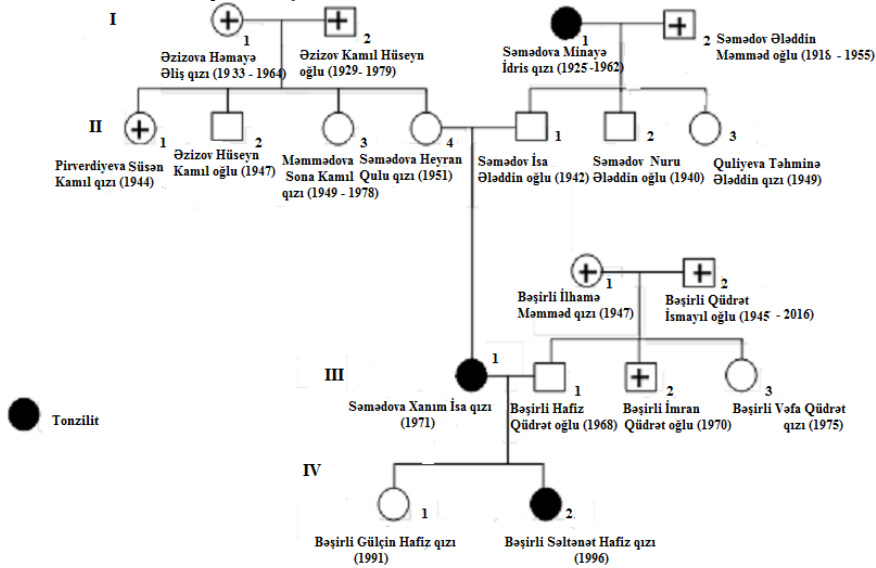 I
1
2
1
2
Əzizova Həmayə
Əliş qızı (1933 - 1964)
Əzizov Kamıl Hüseyn
oğlu (1929- 1979)
Səmədova Minayə
İdris qızı (1925-1962)
Səmədov Ələddin
Məmməd oğlu (1918 - 1955)
II
1
2
3
4
1
2
3
Pirverdiyeva Süsən
Kamıl qızı (1944)
Əzizov Hüseyn
Kamıl oğlu (1947)
Məmmədova
Sona Kamıl
qızı (1949 - 1978)
Səmədova Heyran
Qulu qızı (1951)
Səmədov İsa
Ələddin oğlu (1942)
Səmədov Nuru
Ələddin oğlu (1940)
Quliyeva Təhminə
Ələddin qızı (1949)
1
2
Bəşirli İlhamə
Məmməd qızı (1947)
Bəşirli Qüdrət
İsmayıl oğlu (1945 - 2016)
III
1
1
2
3
Səmədova Xanım İsa qızı
(1971)
Bəşirli Hafiz
Qüdrət oğlu (1968)
Bəşirli İmran
Qüdrət oğlu (1970)
Bəşirli Vəfa Qüdrət
qızı (1975)
Tonzilit
IV
1
2
Bəşirli Gülçin Hafiz qızı
(1991)
Bəşirli Səltənət Hafiz qızı
(1996)